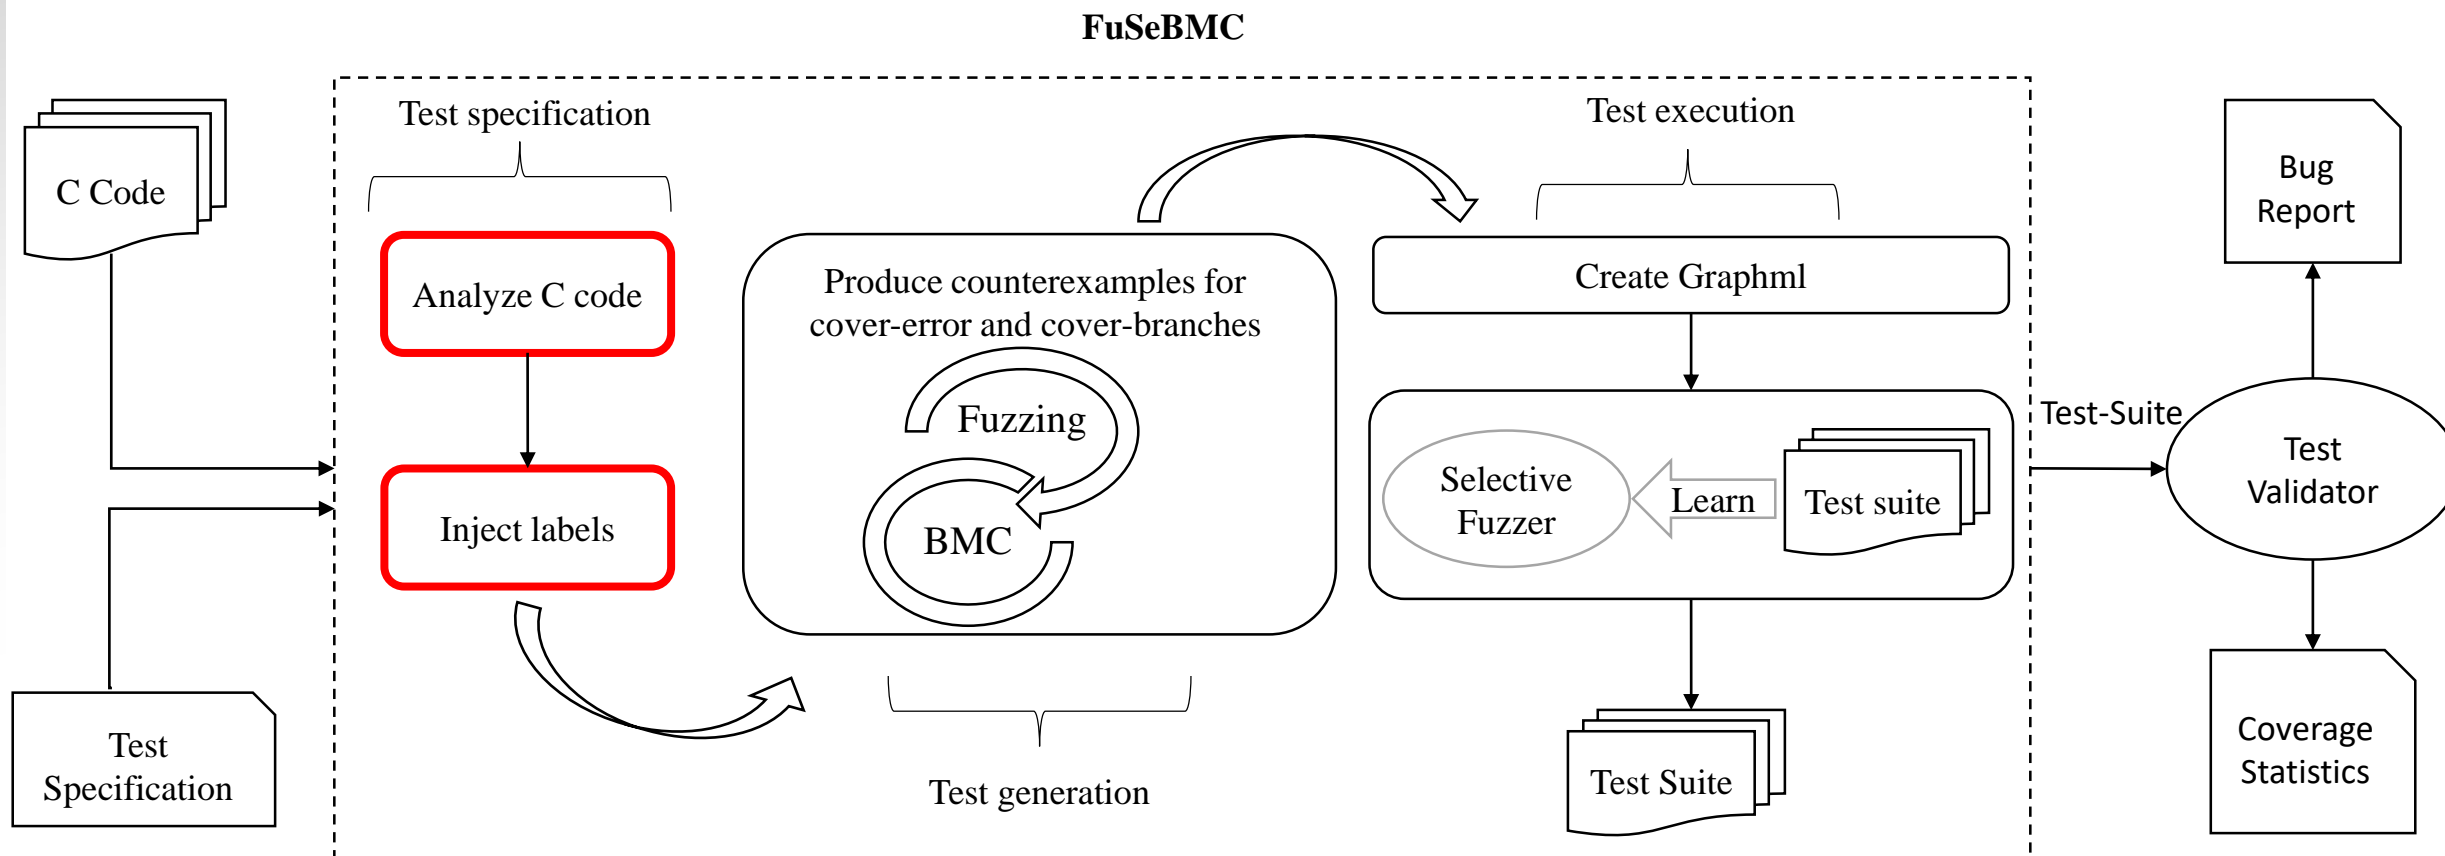 FuSeBMC
C Code
Test
Specification
Test specification
Analyze C code
Inject labels
Produce counterexamples for
cover-error and cover-branches
Fuzzing
BMC
Test generation
Test execution
Create Graphml
Selective
Fuzzer
Learn
Test suite
Test Suite
Test-Suite
Bug
Report
Test
Validator
Coverage
Statistics